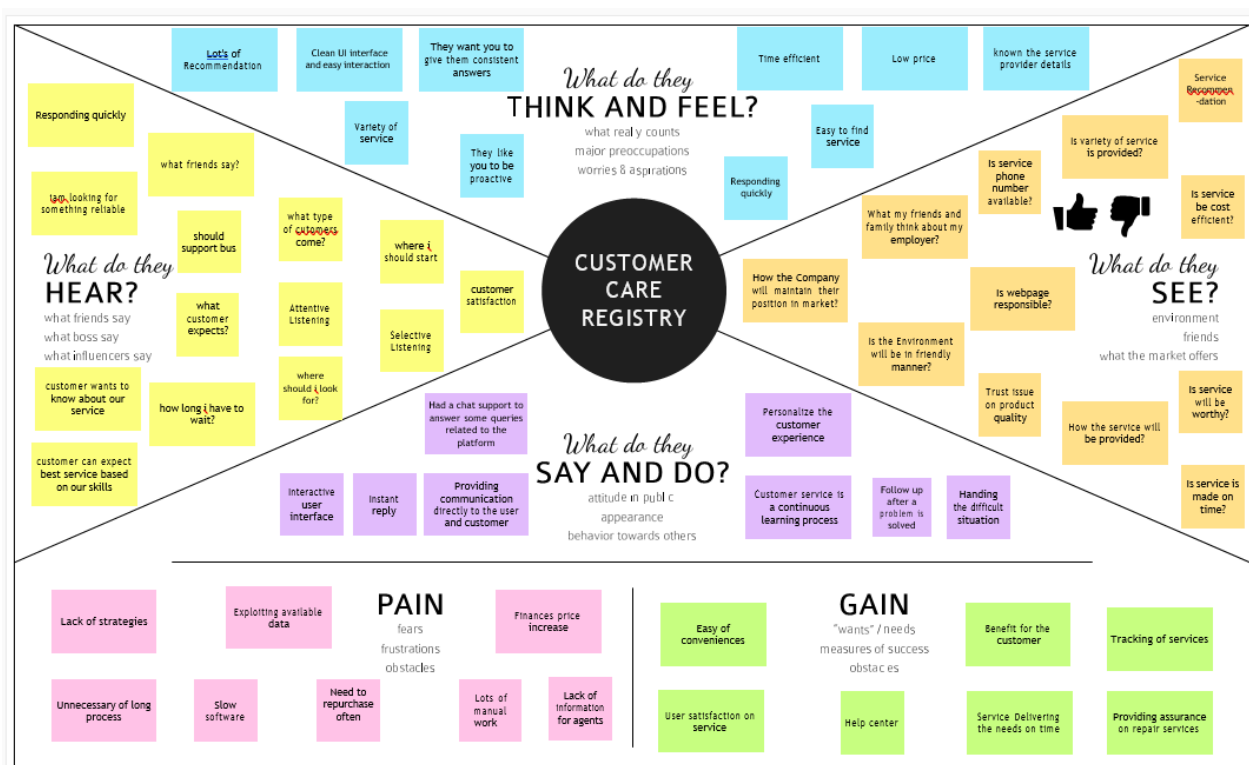 Lot's of
Recommendation
Clean UI interface
and easy interaction
They want you to
give them consistent
answers
Variety of
service
They like
you to be
proactive
What do they
THINK AND FEEL?
what really counts
major preoccupations
worries & aspirations
Time efficient
Low price
known the service
provider details
Easy to find
service
Responding
quickly
Responding quickly
what friends say?
iam looking for
something reliable
should
support bus
what type
of cutomers
come?
where i
should start
What do they
HEAR?
what friends say
what boss say
what influencers say
what
customer
expects?
Attentive
Listening
customer
satisfaction
Selective
Listening
where
should i look
for?
customer wants to
know about our
service
how long i have to
wait?
customer can expect
best service based
on our skills
CUSTOMER
CARE
REGISTRY
Service
Recommen
-dation
Is variety of service
is provided?
Is service
phone
number
available?
Is service
be cost
efficient?
What my friends and
family think about my
employer?
How the Company
will maintain their
position in market?
Is webpage
responsible?
What do they
SEE?
environment
friends
what the market offers
Is the Environment
will be in friendly
manner?
Trust issue
on product
quality
How the service will
be provided?
Is service
will be
worthy?
Is service is
made on
time?
Had a chat support to
answer some queries
related to the
platform
Interactive
user
interface
Instant
reply
Providing
communication
directly to the user
and customer
What do they
SAY AND DO?
attitude in public
appearance
behavior towards others
Personalize the
customer
experience
Customer service is
a continuous
learning process
Follow up
after a
problem is
solved
Handing
the difficult
situation
PAIN
fears
frustrations
obstacles
Lack of strategies
Exploiting available
data
Finances price
increase
Unnecessary of long
process
Slow
software
Need to
repurchase
often
Lots of
manual
work
Lack of
information
for agents
GAIN
"wants" / needs
measures of success
obstacles
Easy of
conveniences
Benefit for the
customer
Tracking of services
User satisfaction on
service
Help center
Service Delivering
the needs on time
Providing assurance
on repair services